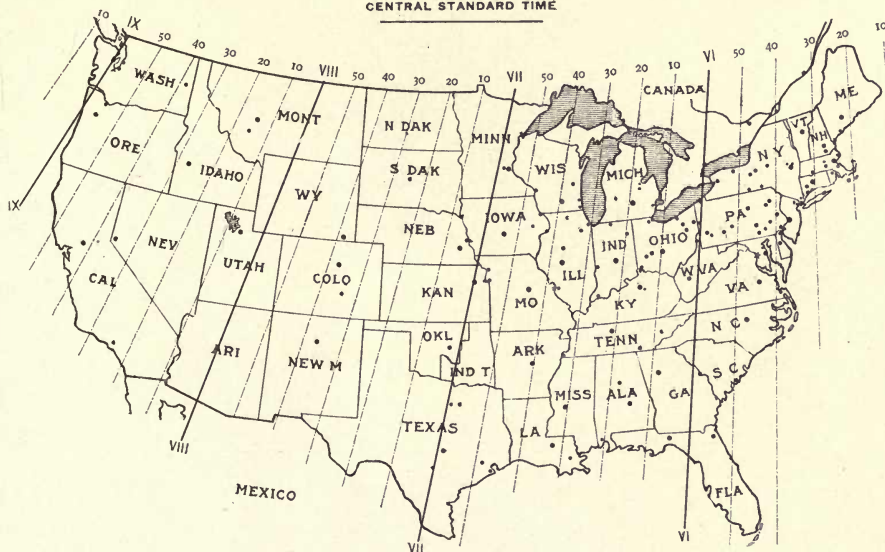 CENTRAL STANDARD TIME
10 IX 50 40 30 20 10 VIII 50 40 30 20 10 VII 50 40 30 20 10 VI 50 40 30 20 10
CANADA
WASH
MONT
N DAK
MINN
ME
VT
NH
ORE
IDAHO
S DAK
WIS
MICH
N Y
WY
IX
NEB
IOWA
PA
NEV
UTAH
COLO
ILL
IND
OHIO
W VA
VA
CAL
KAN
MO
KY
N C
ARI
NEW M
OKL
IND T
ARK
TENN
S C
MISS
ALA
GA
TEXAS
LA
VIII
MEXICO
FLA
VII
VI